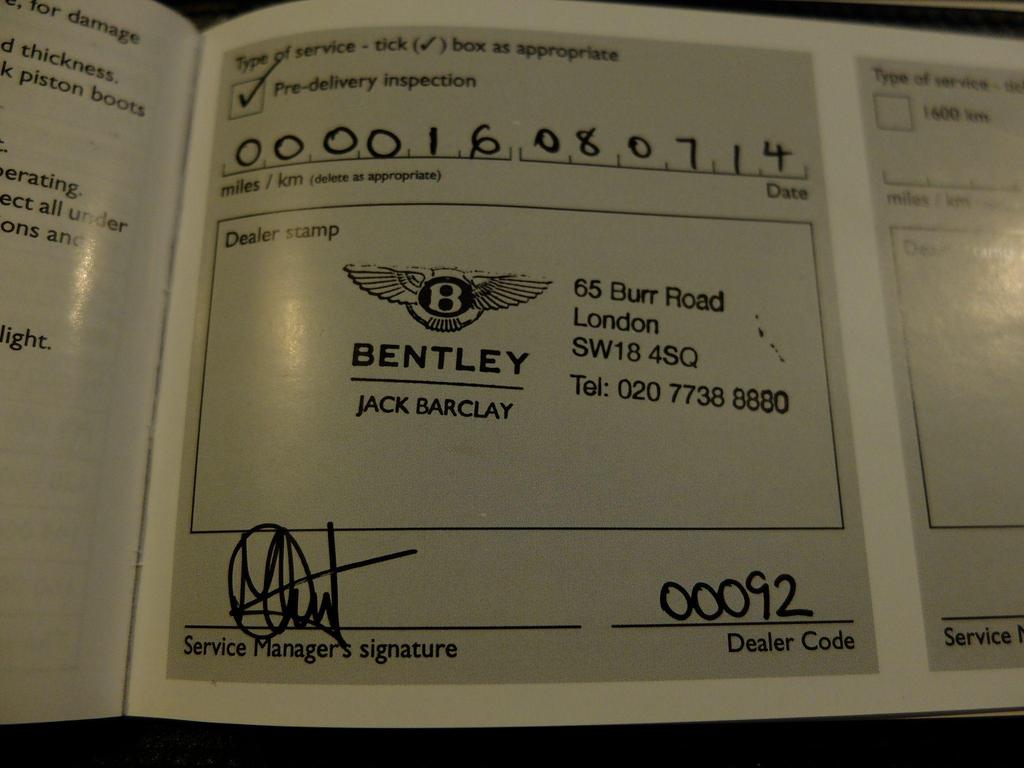 e, for damage
d thickness.
k piston boots
t.
erating.
ect all under
ons and
light.
Type of service - tick (✓) box as appropriate
✓ Pre-delivery inspection
000016 080714
miles / km (delete as appropriate) Date
Dealer stamp
B
BENTLEY
JACK BARCLAY
65 Burr Road
London
SW18 4SQ
Tel: 020 7738 8880
00092
Service Manager's signature Dealer Code
Type of service -
1600 km
miles / km
Service